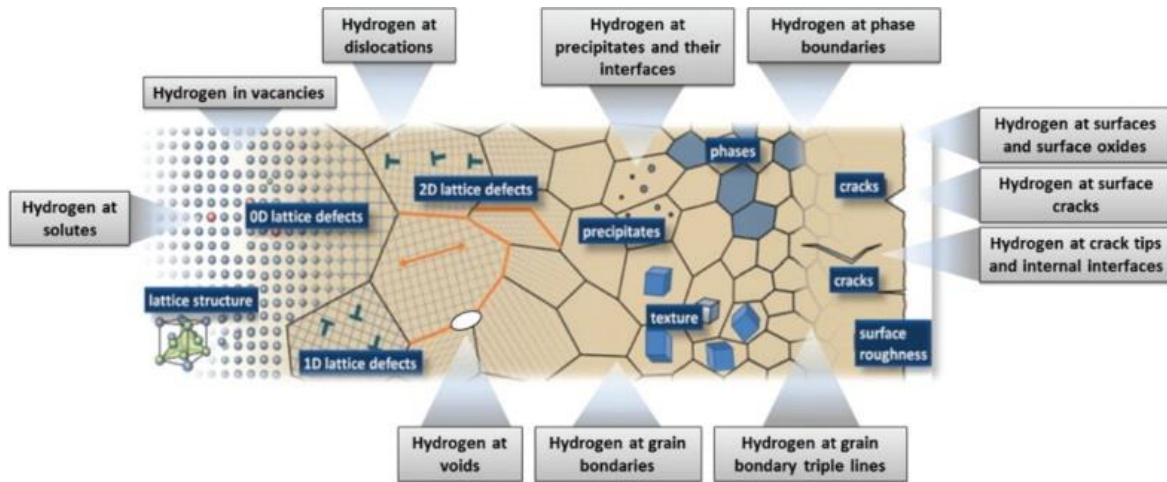 Hydrogen at
dislocations
Hydrogen at
precipitates and their
interfaces
Hydrogen at phase
boundaries
Hydrogen in vacancies
Hydrogen at surfaces
and surface oxides
Hydrogen at surface
cracks
Hydrogen at crack tips
and internal interfaces
Hydrogen at
solutes
phases
2D lattice defects
cracks
0D lattice defects
precipitates
cracks
lattice structure
texture
surface
roughness
1D lattice defects
Hydrogen at
voids
Hydrogen at grain
bondaries
Hydrogen at grain
bondary triple lines